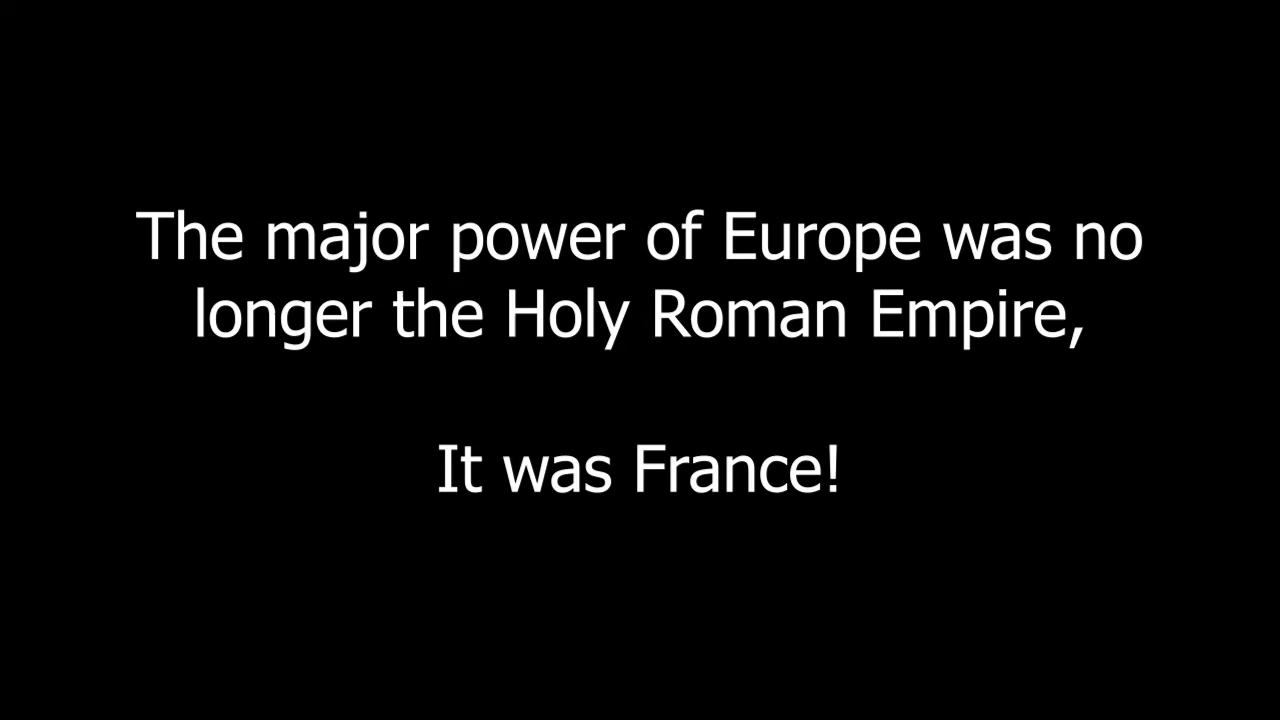 The major power of Europe was no
longer the Holy Roman Empire,
It was France!